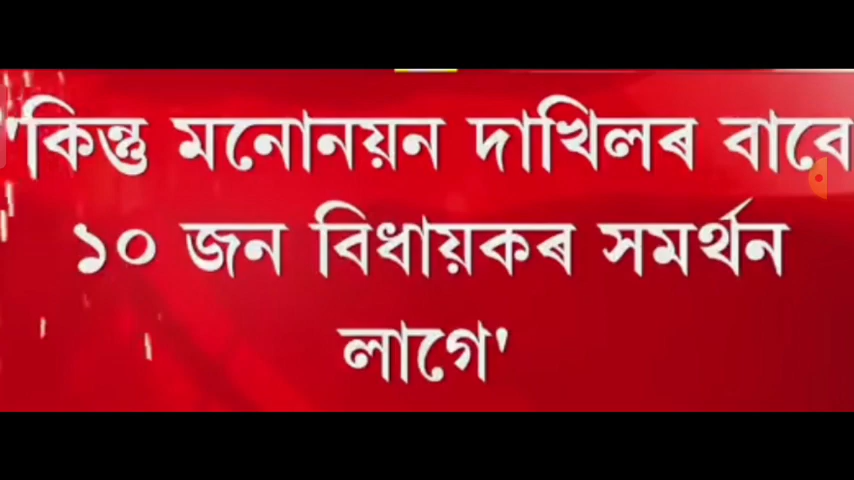 'কিন্তু মনোনয়ন দাখিলৰ বাবে
১০ জন বিধায়কৰ সমৰ্থন
লাগে'